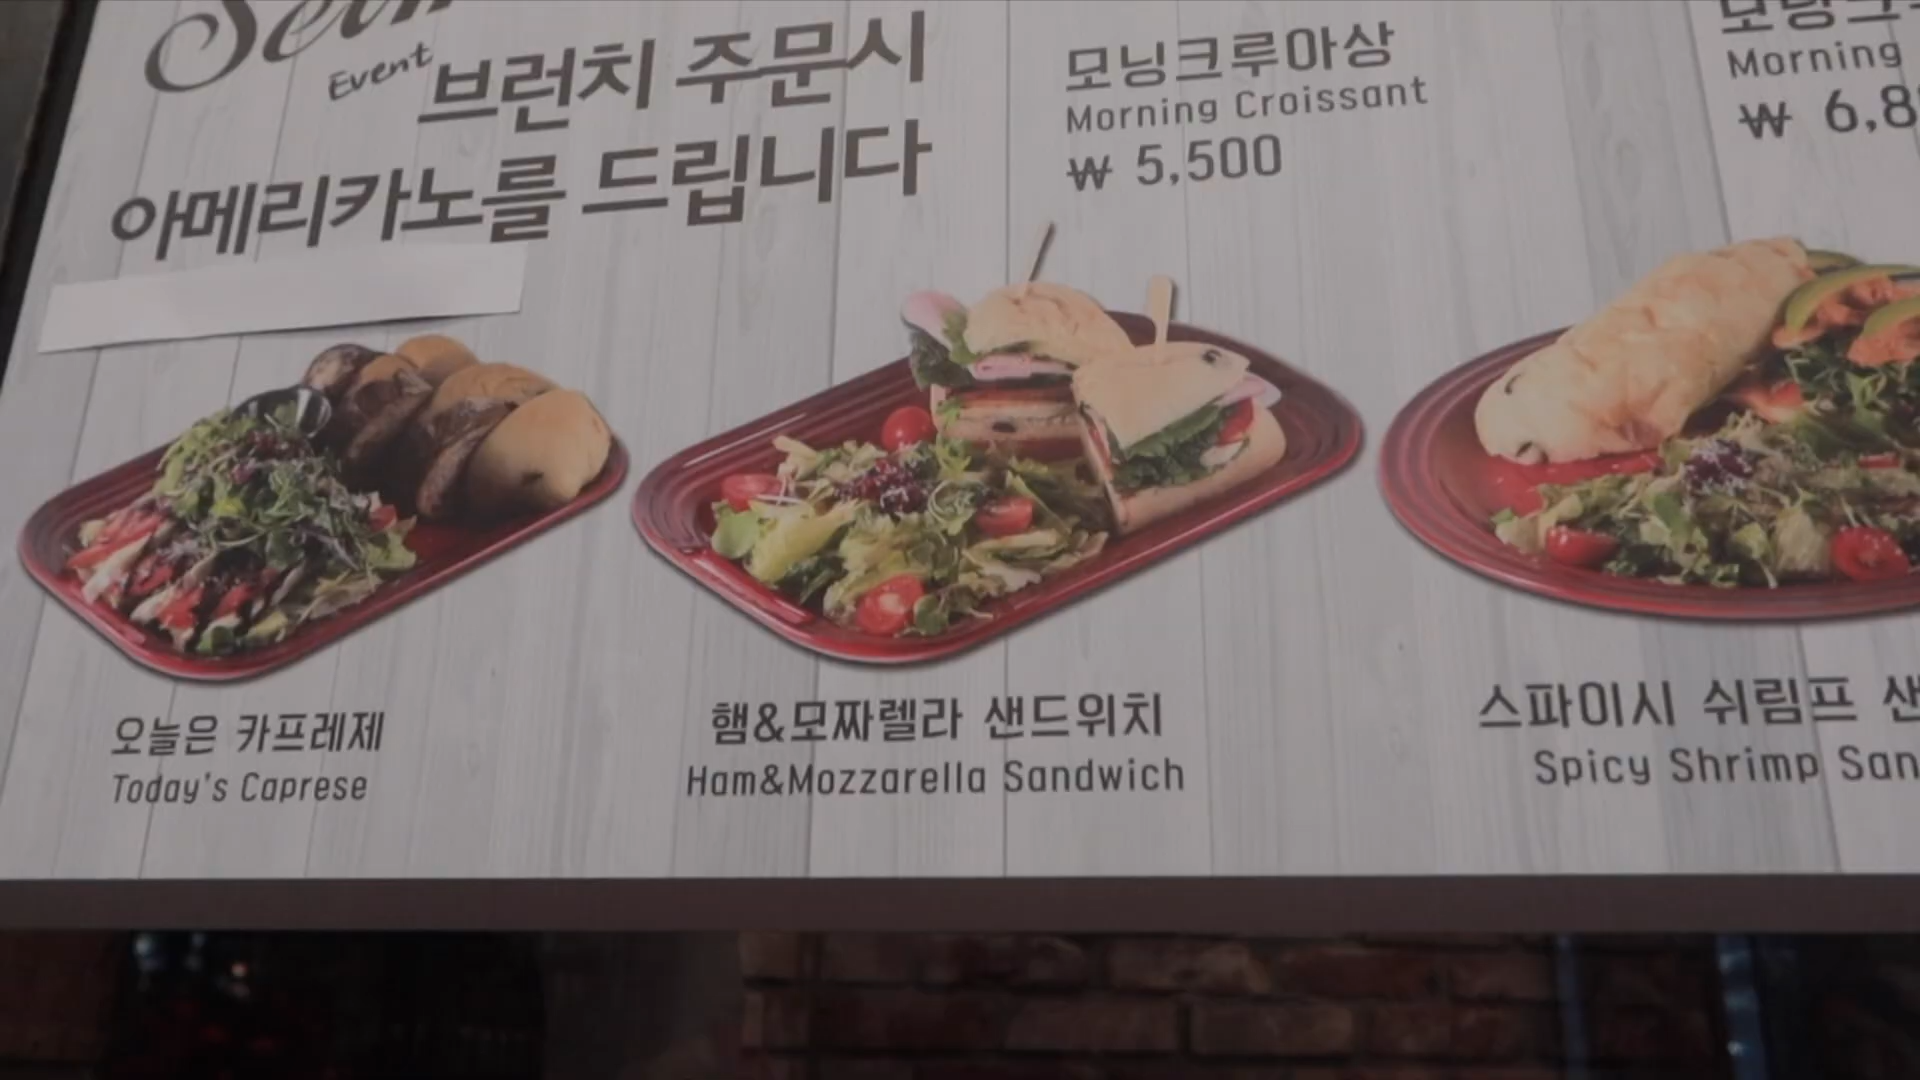 Event 브런치 주문시
아메리카노를 드립니다
모닝크루아상
Morning Croissant
₩ 5,500
Morning
오늘은 카프레제
Today's Caprese
햄&모짜렐라 샌드위치
Ham&Mozzarella Sandwich
스파이시 쉬림프
Spicy Shrimp